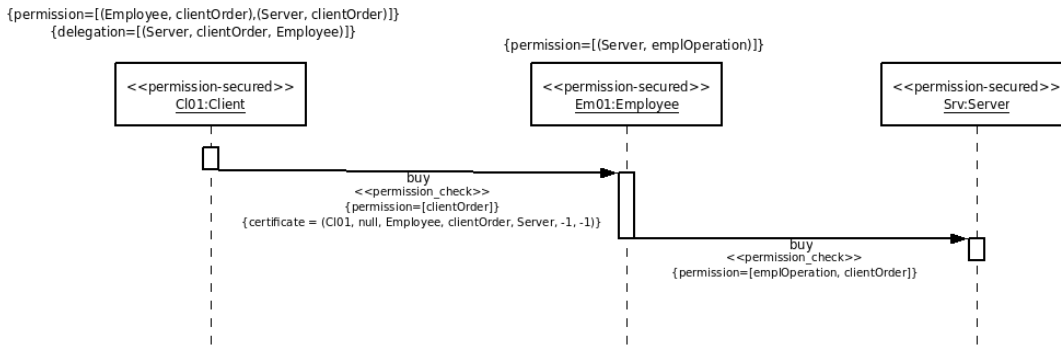 {permission=[(Employee, clientOrder),(Server, clientOrder)]}
{delegation=[(Server, clientOrder, Employee)]}
{permission=[(Server, emplOperation)]}
<<permission-secured>>
Cl01:Client
<<permission-secured>>
Em01:Employee
<<permission-secured>>
Srv:Server
buy
<<permission_check>>
{permission=[clientOrder]}
{certificate = (Cl01, null, Employee, clientOrder, Server, -1, -1)}
buy
<<permission_check>>
{permission=[emplOperation, clientOrder]}